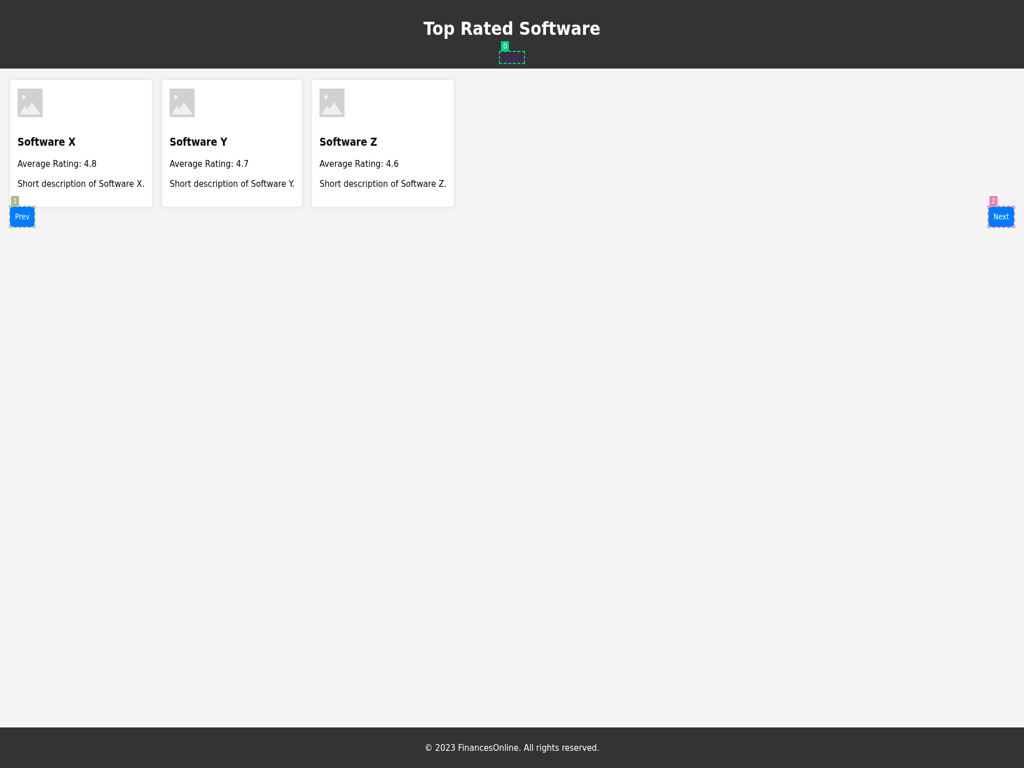 Top Rated Software
0
Software X
Average Rating: 4.8
Short description of Software X.
Software Y
Average Rating: 4.7
Short description of Software Y.
Software Z
Average Rating: 4.6
Short description of Software Z.
1
Prev
2
Next
© 2023 FinancesOnline. All rights reserved.